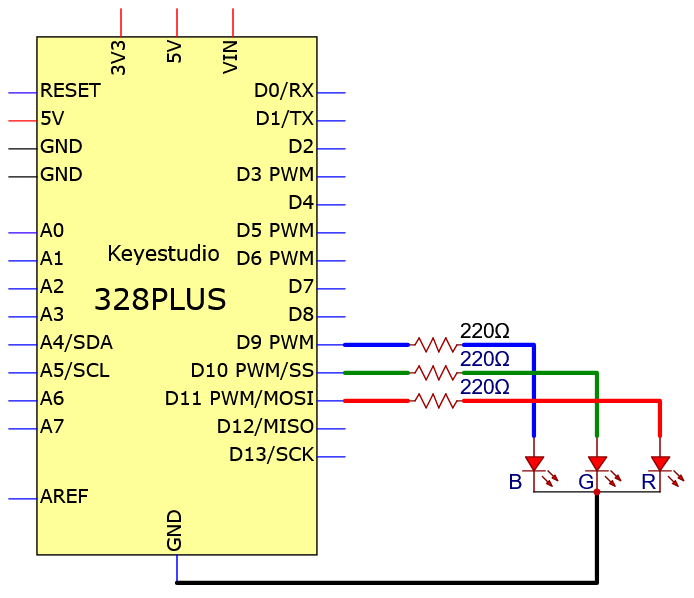 3V3
5V
VIN
RESET
D0/RX
5V
D1/TX
GND
D2
GND
D3 PWM
D4
A0
D5 PWM
A1
Keyestudio
D6 PWM
A2
328PLUS
D7
A3
D8
A4/SDA
D9 PWM
220Ω
A5/SCL
D10 PWM/SS
220Ω
A6
D11 PWM/MOSI
220Ω
A7
D12/MISO
D13/SCK
B
G
R
AREF
GND